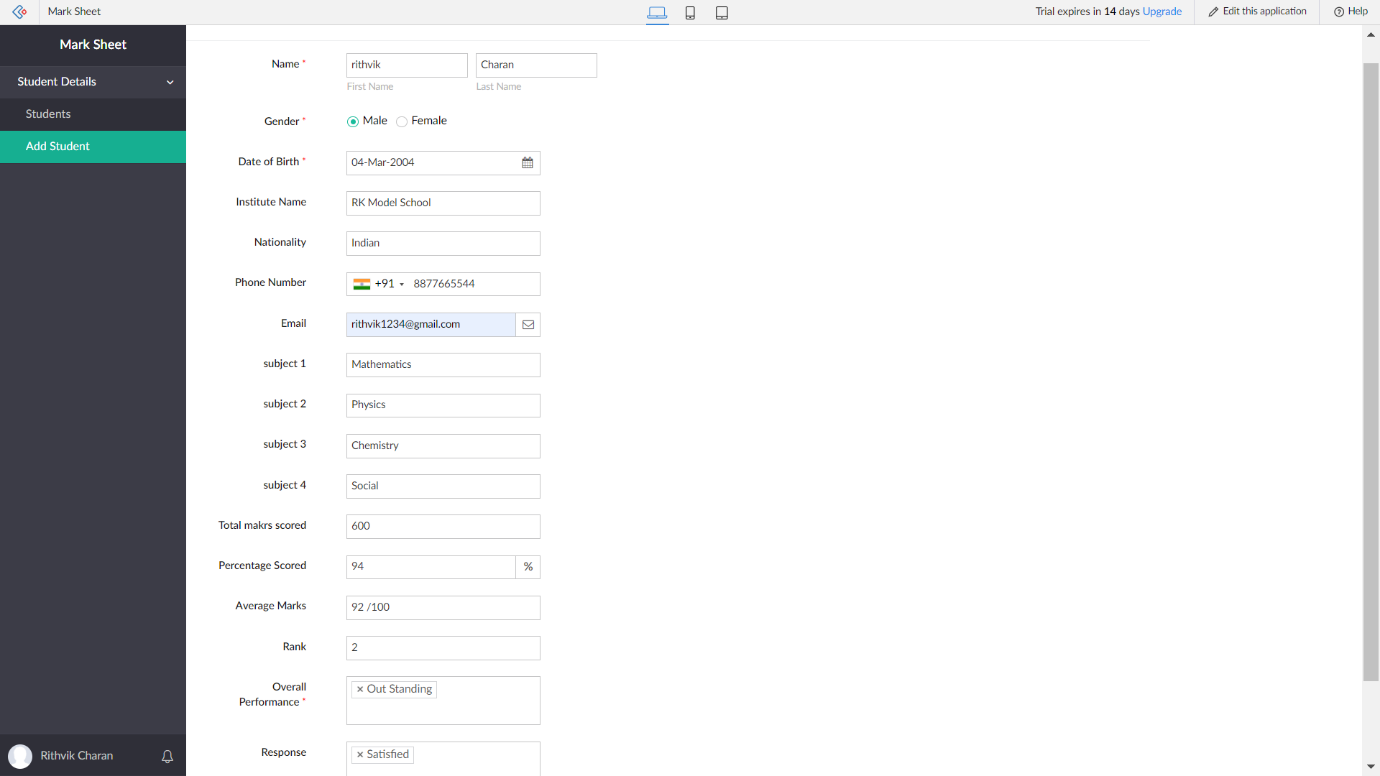 Mark Sheet
Trial expires in 14 days Upgrade
Edit this application
Help
Mark Sheet
Student Details
Students
Add Student
Rithvik Charan
Name *
rithvik
Charan
First Name
Last Name
Gender *
Male
Female
Date of Birth *
04-Mar-2004
Institute Name
RK Model School
Nationality
Indian
Phone Number
+91
8877665544
Email
rithvik1234@gmail.com
subject 1
Mathematics
subject 2
Physics
subject 3
Chemistry
subject 4
Social
Total makrs scored
600
Percentage Scored
94
%
Average Marks
92 /100
Rank
2
Overall
Performance *
× Out Standing
Response
× Satisfied